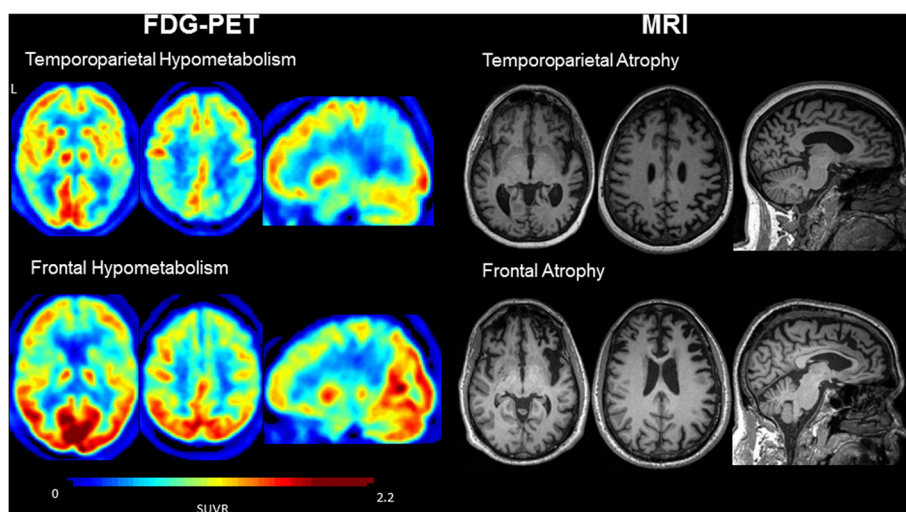 FDG-PET
MRI
Temporoparietal Hypometabolism
Temporoparietal Atrophy
L
Frontal Hypometabolism
Frontal Atrophy
0
2.2
SUVR